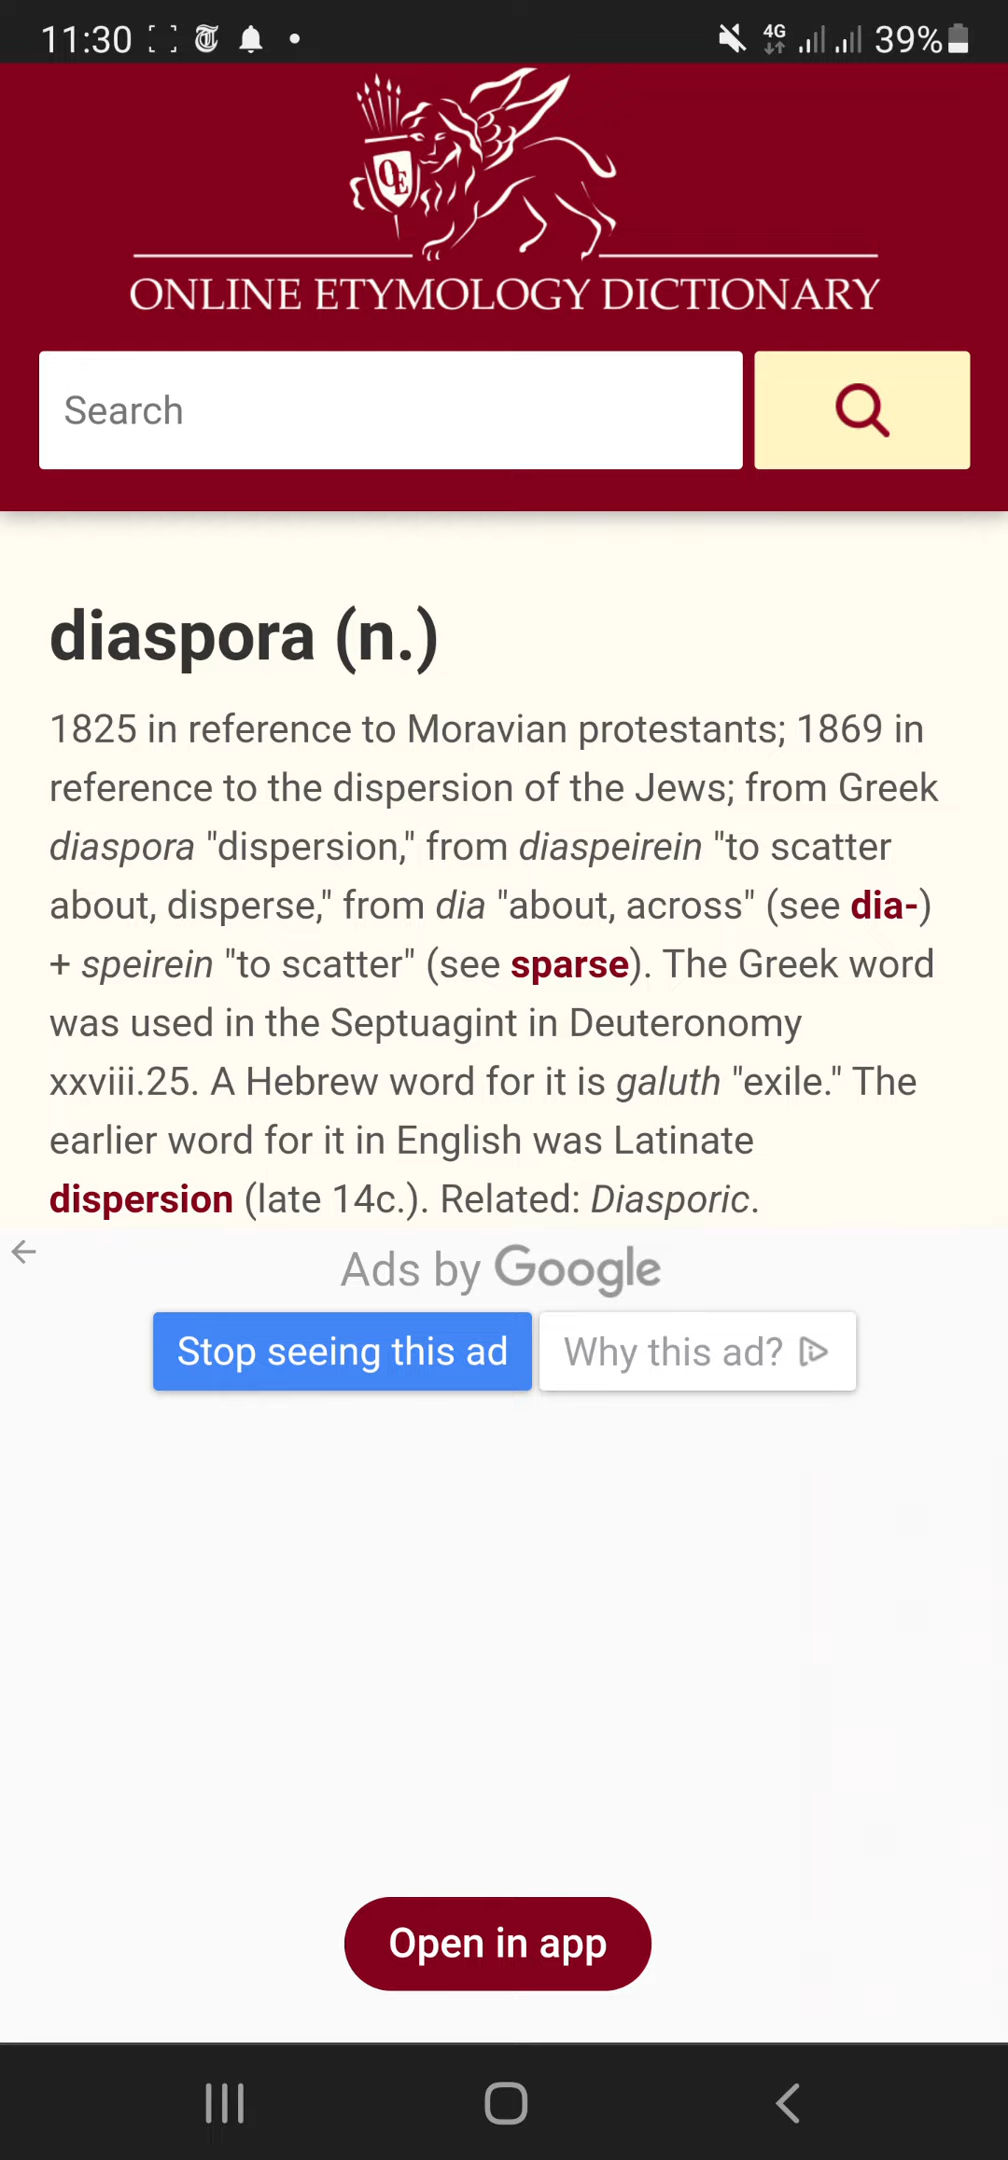 11:30 4G 39%
OE
ONLINE ETYMOLOGY DICTIONARY
Search
diaspora (n.)
1825 in reference to Moravian protestants; 1869 in
reference to the dispersion of the Jews; from Greek
diaspora "dispersion," from diaspeirein "to scatter
about, disperse," from dia "about, across" (see dia-)
+ speirein "to scatter" (see sparse). The Greek word
was used in the Septuagint in Deuteronomy
xxviii.25. A Hebrew word for it is galuth "exile." The
earlier word for it in English was Latinate
dispersion (late 14c.). Related: Diasporic.
Ads by Google
Stop seeing this ad Why this ad?
Open in app